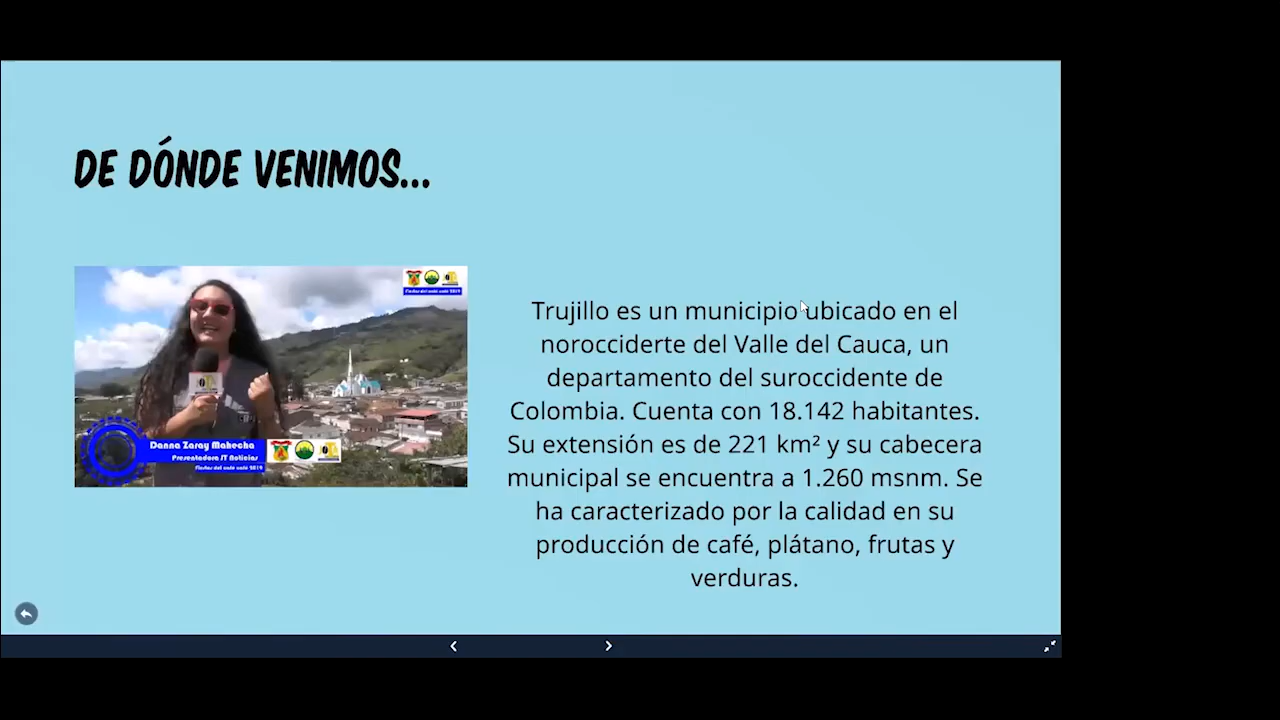 DE DÓNDE VENIMOS...
Danna Zaray Mahecha
Presentadora JT Noticias
Trujillo es un municipio ubicado en el
norocciderte del Valle del Cauca, un
departamento del suroccidente de
Colombia. Cuenta con 18.142 habitantes.
Su extensión es de 221 km² y su cabecera
municipal se encuentra a 1.260 msnm. Se
ha caracterizado por la calidad en su
producción de café, plátano, frutas y
verduras.